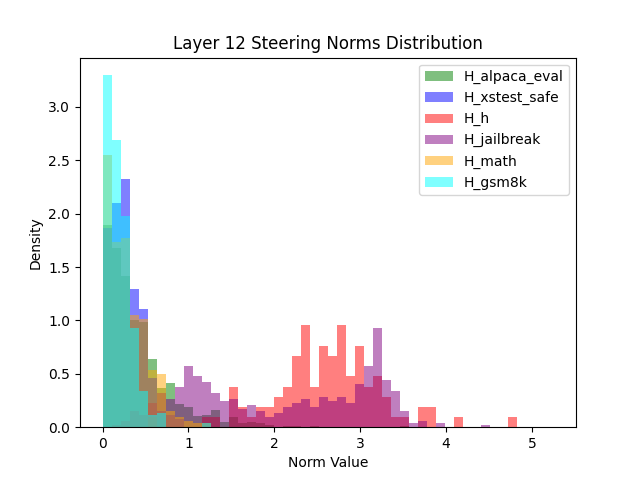 Layer 12 Steering Norms Distribution
H_alpaca_eval
H_xstest_safe
H_h
H_jailbreak
H_math
H_gsm8k
Density
3.0
2.5
2.0
1.5
1.0
0.5
0.0
0 1 2 3 4 5
Norm Value